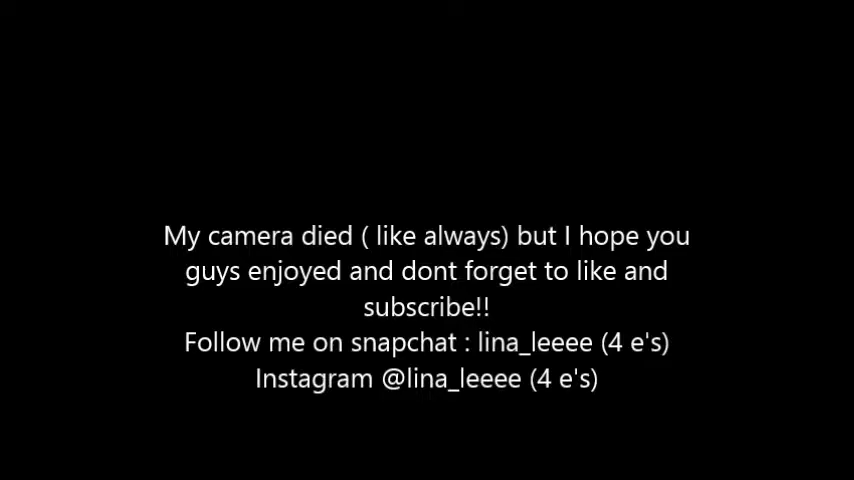 My camera died ( like always) but I hope you
guys enjoyed and dont forget to like and
subscribe!!
Follow me on snapchat : lina_leeee (4 e's)
Instagram @lina_leeee (4 e's)